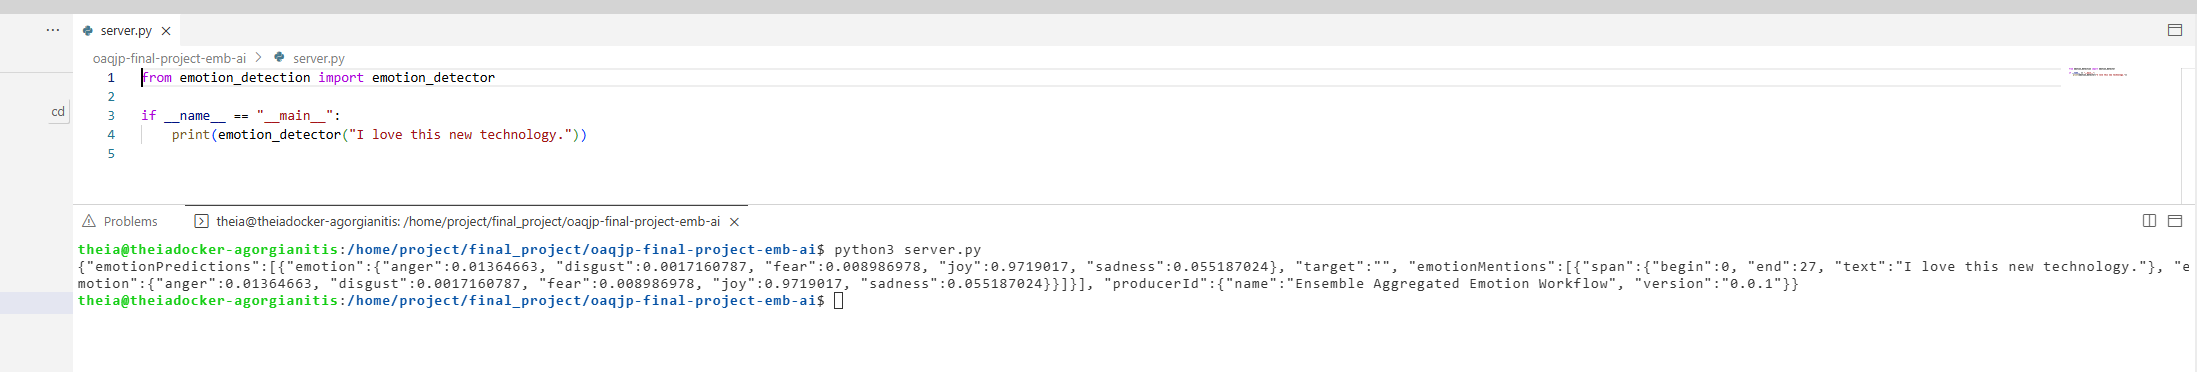 ... server.py ×
oaqjp-final-project-emb-ai > server.py
1 from emotion_detection import emotion_detector
2
3 if __name__ == "__main__":
cd
4     print(emotion_detector("I love this new technology."))
5
Problems theia@theiadocker-agorgianitis: /home/project/final_project/oaqjp-final-project-emb-ai ×
theia@theiadocker-agorgianitis:/home/project/final_project/oaqjp-final-project-emb-ai$ python3 server.py
{"emotionPredictions":[{"emotion":{"anger":0.01364663, "disgust":0.0017160787, "fear":0.008986978, "joy":0.9719017, "sadness":0.055187024}, "target":"", "emotionMentions":[{"span":{"begin":0, "end":27, "text":"I love this new technology."}, "e
motion":{"anger":0.01364663, "disgust":0.0017160787, "fear":0.008986978, "joy":0.9719017, "sadness":0.055187024}}]}], "producerId":{"name":"Ensemble Aggregated Emotion Workflow", "version":"0.0.1"}}
theia@theiadocker-agorgianitis:/home/project/final_project/oaqjp-final-project-emb-ai$